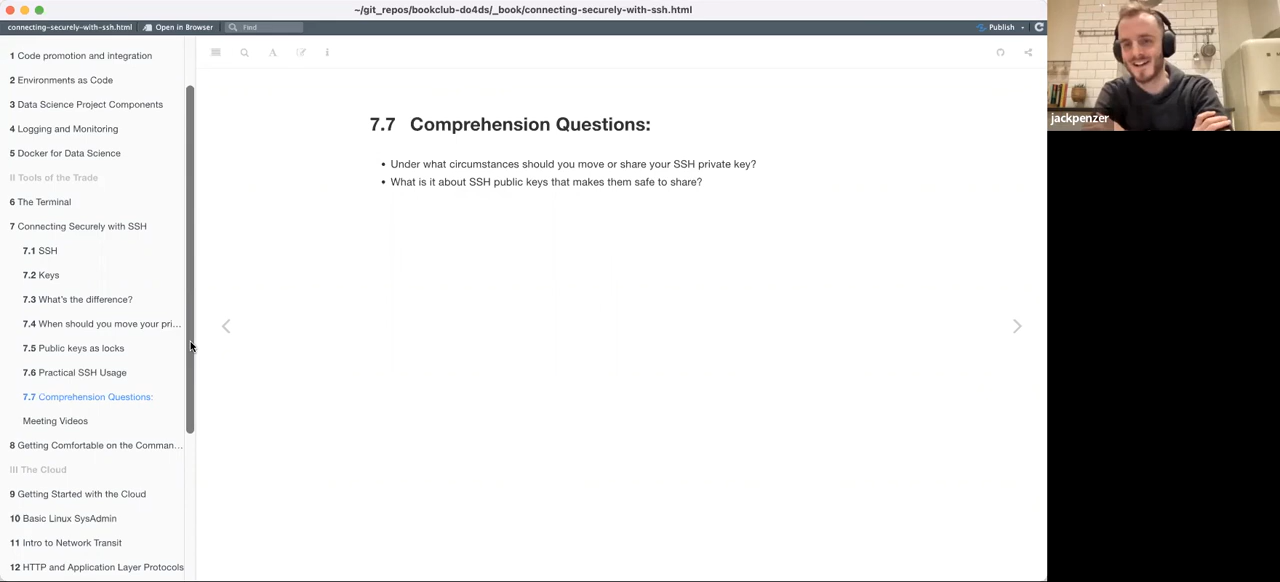 ~/git_repos/bookclub-do4ds/_book/connecting-securely-with-ssh.html
connecting-securely-with-ssh.html
Open in Browser
Find
Publish
1 Code promotion and integration
2 Environments as Code
3 Data Science Project Components
4 Logging and Monitoring
5 Docker for Data Science
II Tools of the Trade
6 The Terminal
7 Connecting Securely with SSH
7.1 SSH
7.2 Keys
7.3 What's the difference?
7.4 When should you move your pri...
7.5 Public keys as locks
7.6 Practical SSH Usage
7.7 Comprehension Questions:
Meeting Videos
8 Getting Comfortable on the Comman...
III The Cloud
9 Getting Started with the Cloud
10 Basic Linux SysAdmin
11 Intro to Network Transit
12 HTTP and Application Layer Protocols
7.7 Comprehension Questions:
• Under what circumstances should you move or share your SSH private key?
• What is it about SSH public keys that makes them safe to share?
jackpenzer